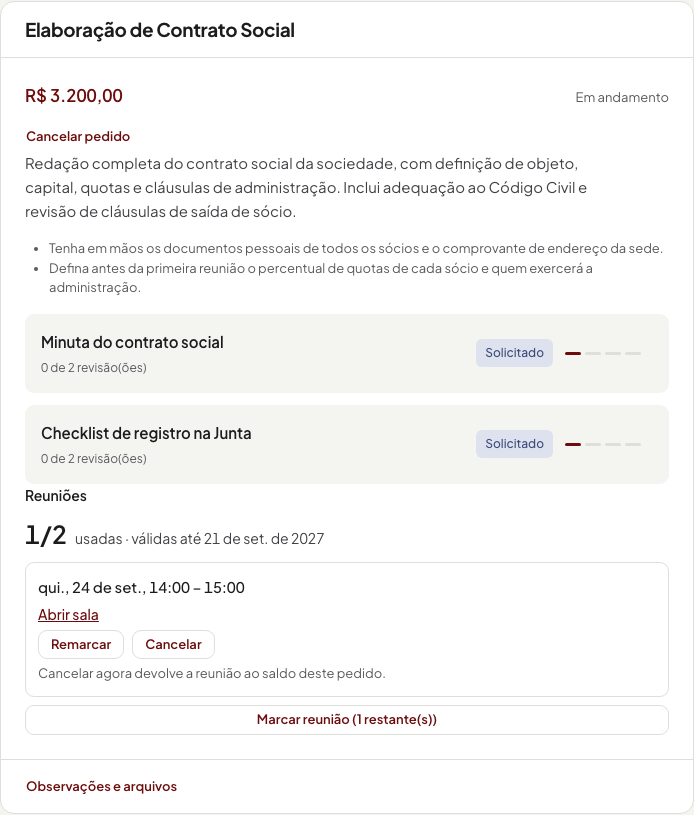 Elaboração de Contrato Social
R$ 3.200,00
Em andamento
Cancelar pedido
Redação completa do contrato social da sociedade, com definição de objeto,
capital, quotas e cláusulas de administração. Inclui adequação ao Código Civil e
revisão de cláusulas de saída de sócio.
• Tenha em mãos os documentos pessoais de todos os sócios e o comprovante de endereço da sede.
• Defina antes da primeira reunião o percentual de quotas de cada sócio e quem exercerá a
administração.
Minuta do contrato social
0 de 2 revisão(ões)
Solicitado
Checklist de registro na Junta
0 de 2 revisão(ões)
Solicitado
Reuniões
1/2 usadas · válidas até 21 de set. de 2027
qui., 24 de set., 14:00 – 15:00
Abrir sala
Remarcar
Cancelar
Cancelar agora devolve a reunião ao saldo deste pedido.
Marcar reunião (1 restante(s))
Observações e arquivos